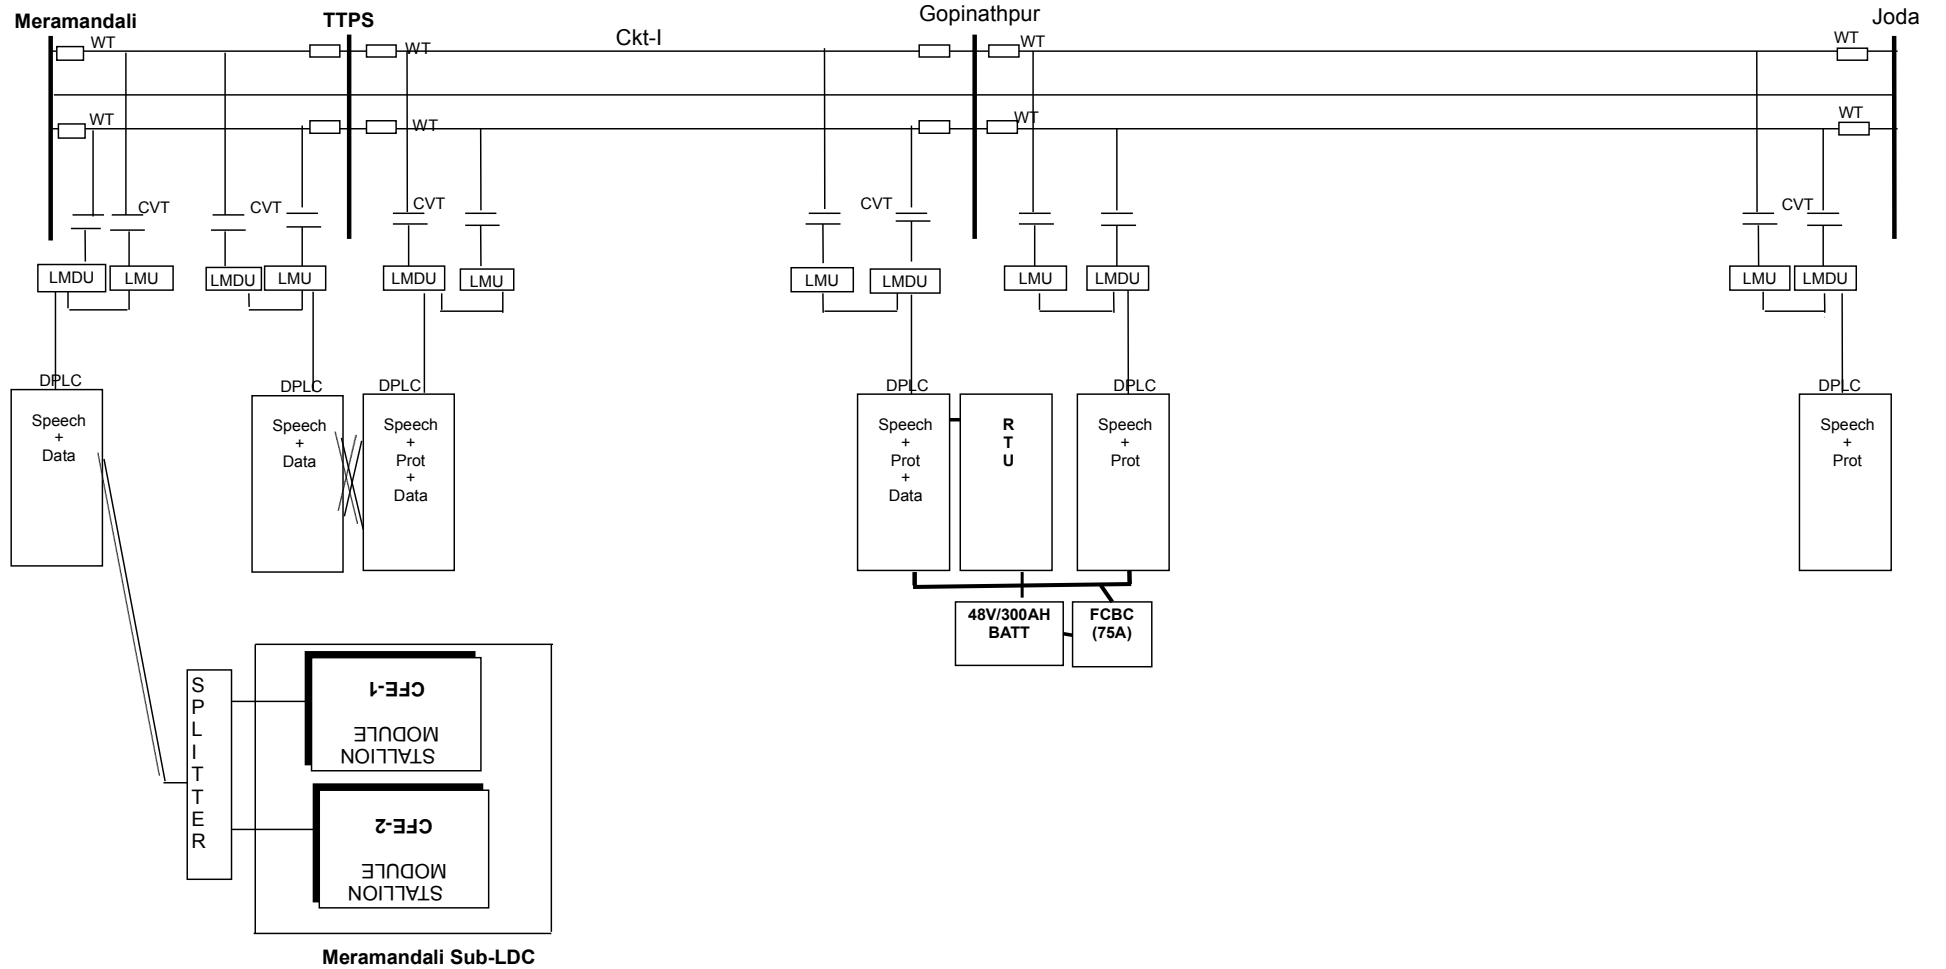 Meramandali
TTPS
Gopinathpur
Joda
WT
WT
Ckt-I
WT
WT
WT
WT
WT
WT
WT
CVT
CVT
CVT
CVT
CVT
LMDU
LMU
LMDU
LMU
LMDU
LMU
LMU
LMDU
LMU
LMDU
LMU
LMDU
DPLC
Speech
+
Data
DPLC
Speech
+
Data
DPLC
Speech
+
Prot
+
Data
DPLC
Speech
+
Prot
+
Data
R
T
U
DPLC
Speech
+
Prot
DPLC
Speech
+
Prot
48V/300AH
BATT
FCBC
(75A)
S
P
L
I
T
T
E
R
CFE-1
STALLION
MODULE
CFE-2
STALLION
MODULE
Meramandali Sub-LDC